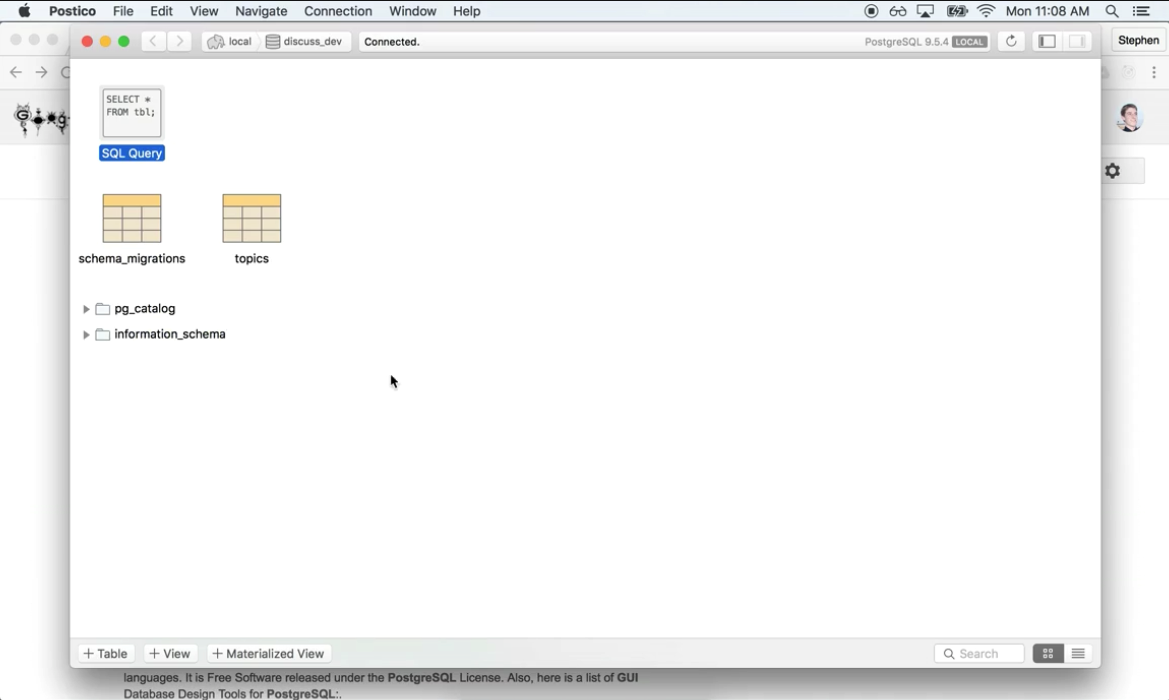 Postico File Edit View Navigate Connection Window Help Mon 11:08 AM
local discuss_dev Connected. PostgreSQL 9.5.4 LOCAL Stephen
SELECT *
FROM tbl;
SQL Query
schema_migrations topics
pg_catalog
information_schema
+ Table + View + Materialized View Search
languages. It is Free Software released under the PostgreSQL License. Also, here is a list of GUI
Database Design Tools for PostgreSQL:.